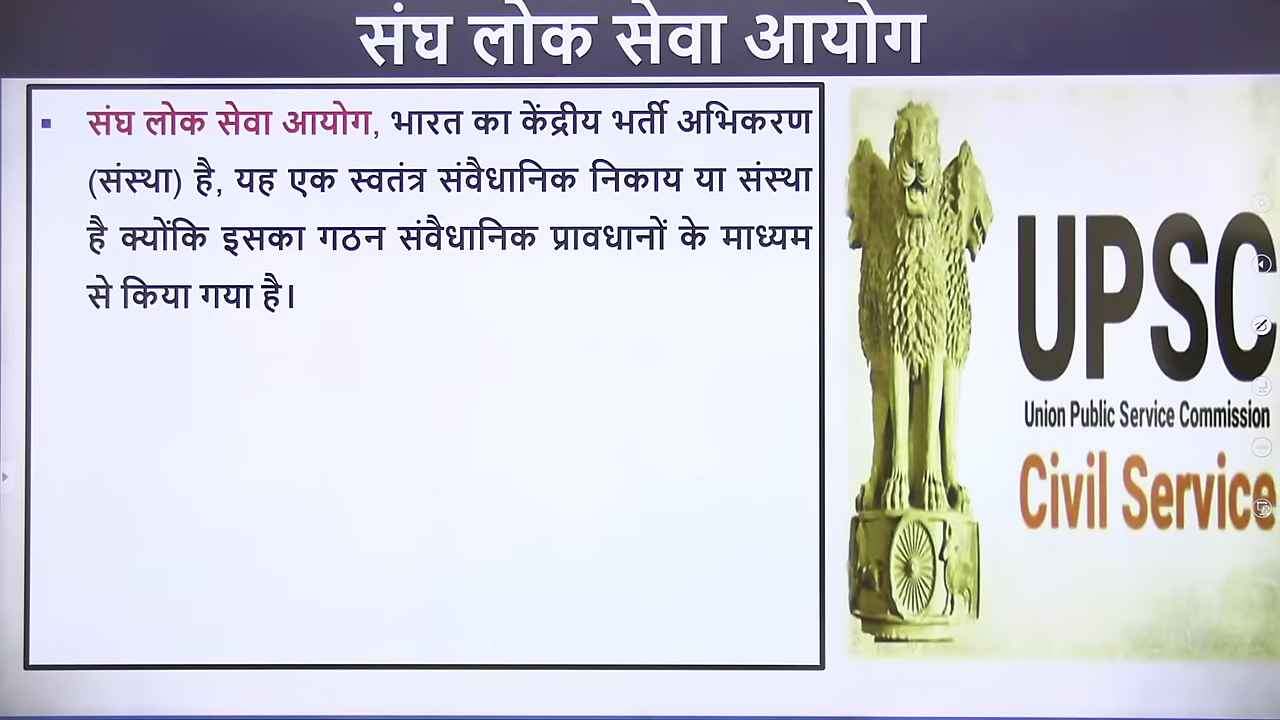 संघ लोक सेवा आयोग
▪ संघ लोक सेवा आयोग, भारत का केंद्रीय भर्ती अभिकरण
(संस्था) है, यह एक स्वतंत्र संवैधानिक निकाय या संस्था
है क्योंकि इसका गठन संवैधानिक प्रावधानों के माध्यम
से किया गया है।
UPSC
Union Public Service Commission
Civil Service